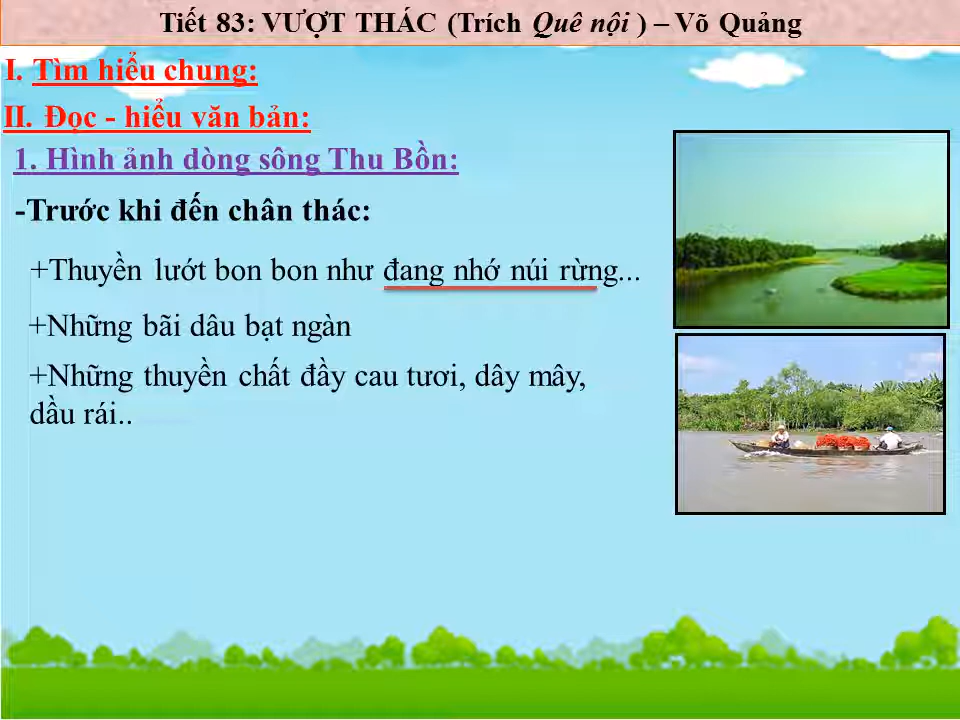 Tiết 83: VƯỢT THÁC (Trích Quê nội ) – Võ Quảng
I. Tìm hiểu chung:
II. Đọc - hiểu văn bản:
1. Hình ảnh dòng sông Thu Bồn:
-Trước khi đến chân thác:
+Thuyền lướt bon bon như đang nhớ núi rừng...
+Những bãi dâu bạt ngàn
+Những thuyền chất đầy cau tươi, dây mây,
dầu rái..